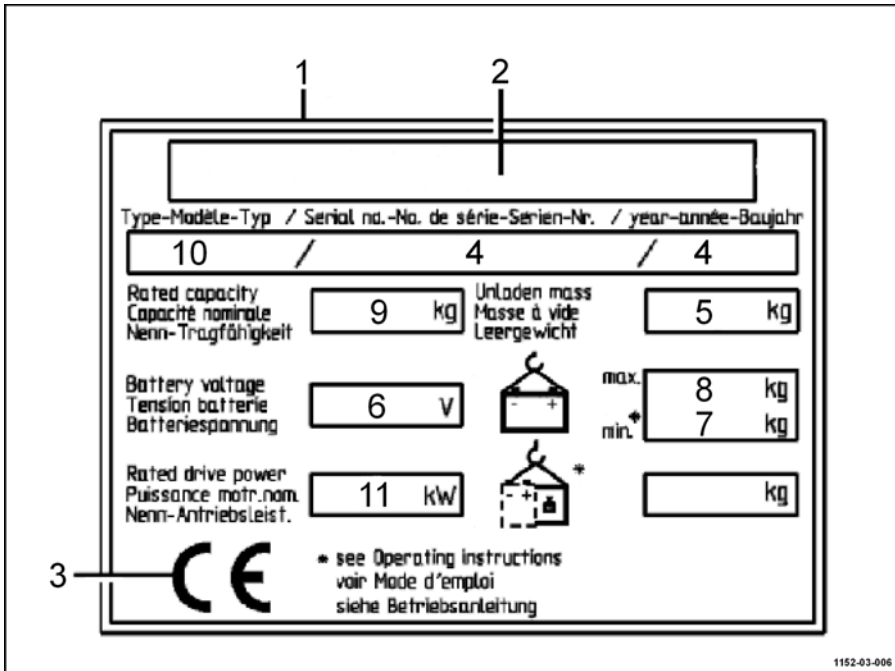 1 2
Type-Modèle-Typ / Serial no.-No. de série-Serien-Nr. / year-année-Baujahr
10 / 4 / 4
Rated capacity
Capacité nominale
Nenn-Tragfähigkeit
9 kg
Unladen mass
Masse à vide
Leergewicht
5 kg
Battery voltage
Tension batterie
Batteriespannung
6 V
- +
max. 8 kg
min.* 7 kg
Rated drive power
Puissance motr.nom.
Nenn-Antriebsleist.
11 kW
- + *
kg
3 CE
* see Operating instructions
voir Mode d'emploi
siehe Betriebsanleitung
1152-03-006